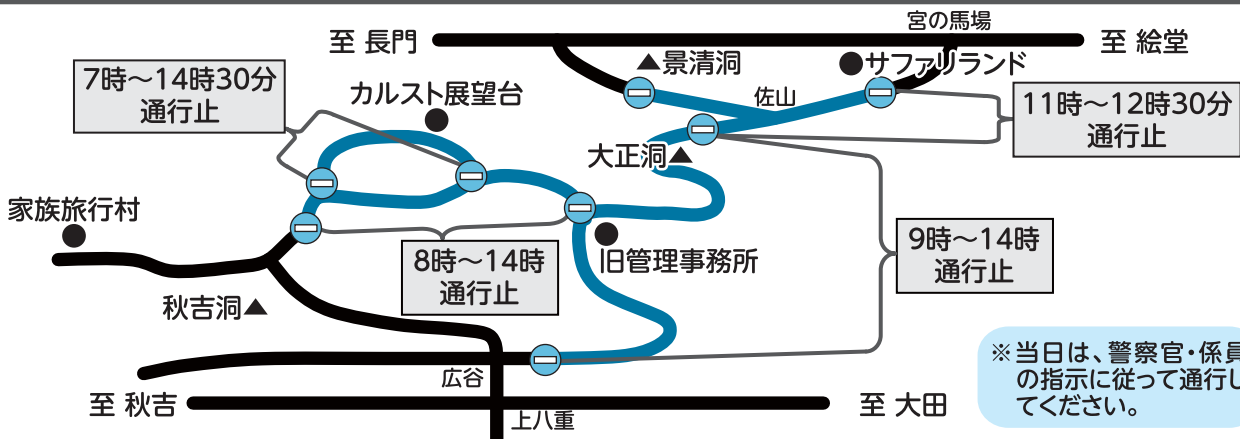 宮の馬場
至 長門
至 絵堂
▲景清洞
●サファリランド
7時〜14時30分
通行止
カルスト展望台
佐山
11時〜12時30分
通行止
大正洞▲
家族旅行村
9時〜14時
通行止
8時〜14時
通行止
旧管理事務所
秋吉洞▲
※当日は、警察官・係員
の指示に従って通行し
てください。
広谷
至 秋吉
至 大田
上八重